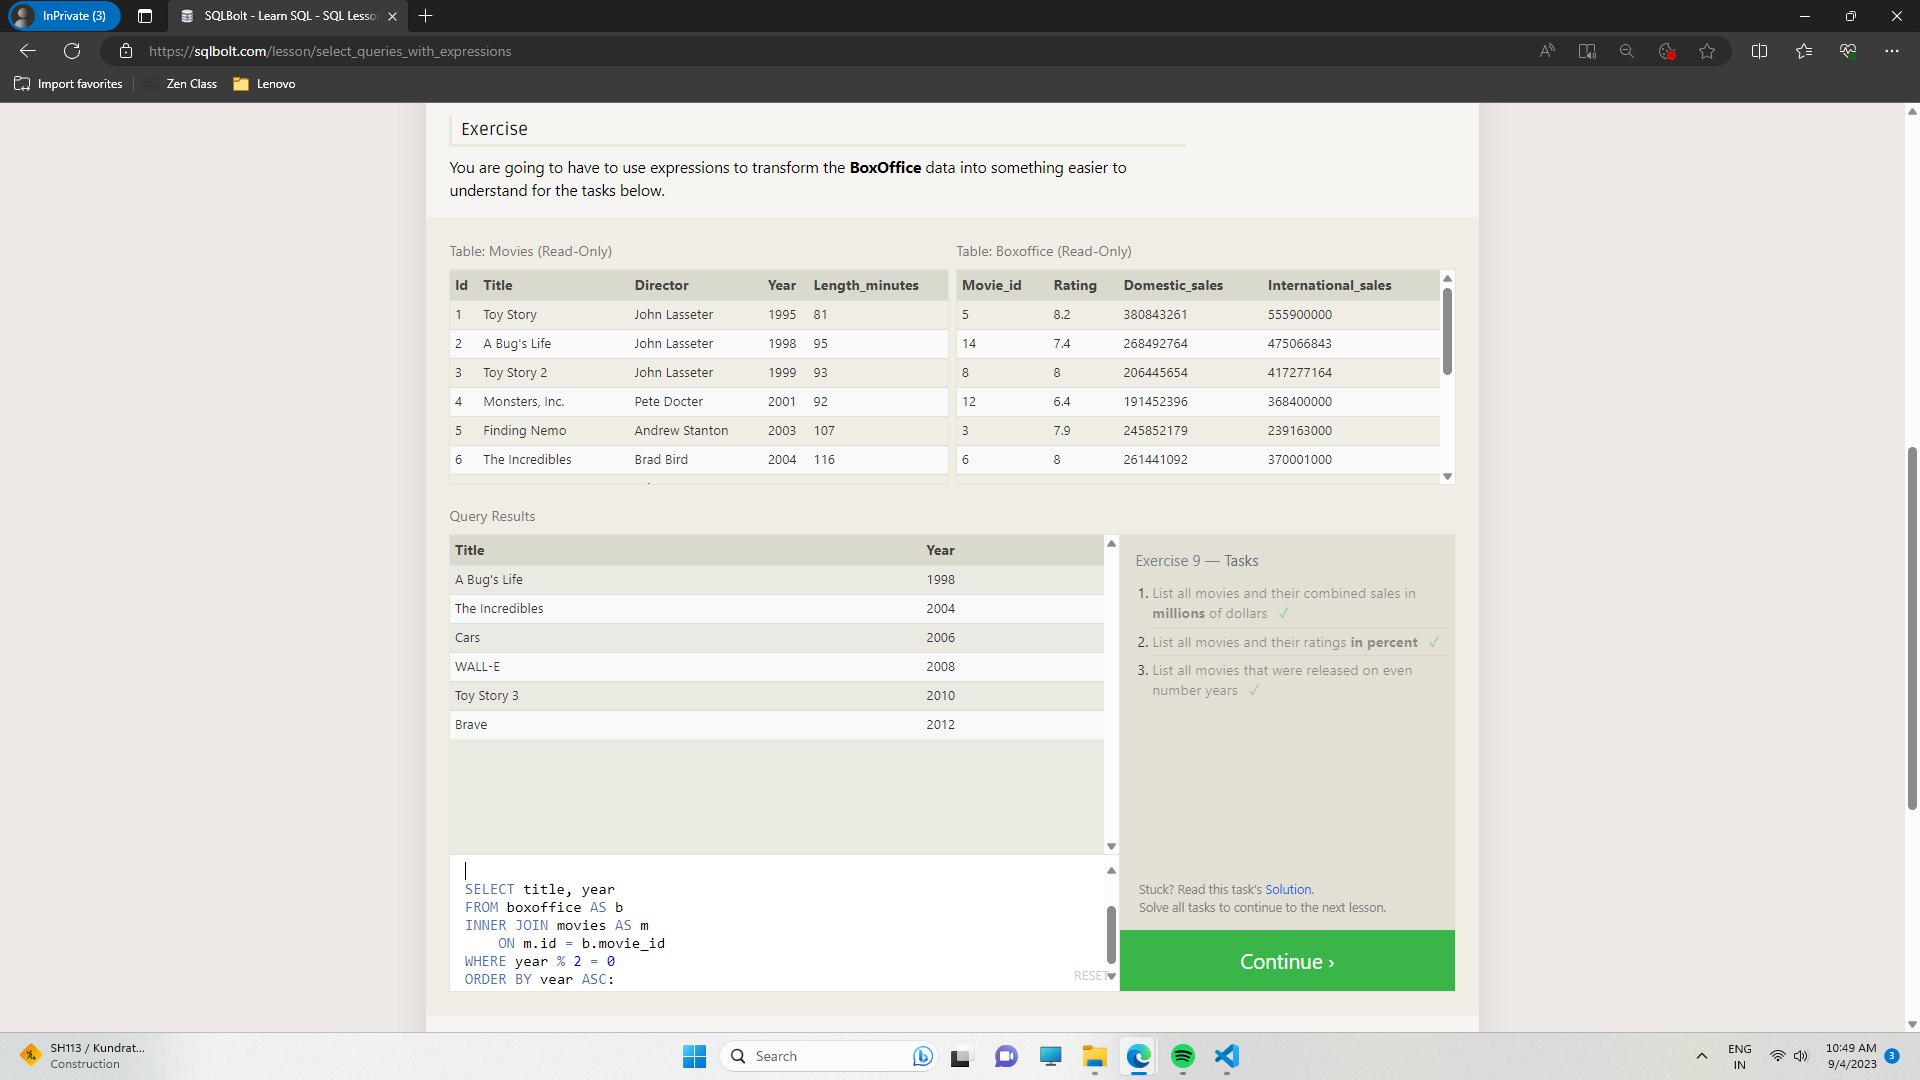 InPrivate (3)
SQLBolt - Learn SQL - SQL Lesso
https://sqlbolt.com/lesson/select_queries_with_expressions
Import favorites
Zen Class
Lenovo
Exercise
You are going to have to use expressions to transform the BoxOffice data into something easier to
understand for the tasks below.
Table: Movies (Read-Only)
Id Title Director Year Length_minutes
1 Toy Story John Lasseter 1995 81
2 A Bug's Life John Lasseter 1998 95
3 Toy Story 2 John Lasseter 1999 93
4 Monsters, Inc. Pete Docter 2001 92
5 Finding Nemo Andrew Stanton 2003 107
6 The Incredibles Brad Bird 2004 116
Table: Boxoffice (Read-Only)
Movie_id Rating Domestic_sales International_sales
5 8.2 380843261 555900000
14 7.4 268492764 475066843
8 8 206445654 417277164
12 6.4 191452396 368400000
3 7.9 245852179 239163000
6 8 261441092 370001000
Query Results
Title Year
A Bug's Life 1998
The Incredibles 2004
Cars 2006
WALL-E 2008
Toy Story 3 2010
Brave 2012
Exercise 9 — Tasks
1. List all movies and their combined sales in
millions of dollars ✓
2. List all movies and their ratings in percent ✓
3. List all movies that were released on even
number years ✓
Stuck? Read this task's Solution.
Solve all tasks to continue to the next lesson.
Continue ›
SELECT title, year
FROM boxoffice AS b
INNER JOIN movies AS m
ON m.id = b.movie_id
WHERE year % 2 = 0
ORDER BY year ASC;
RESET
SH113 / Kundrat...
Construction
Search
ENG
IN
10:49 AM
9/4/2023
3